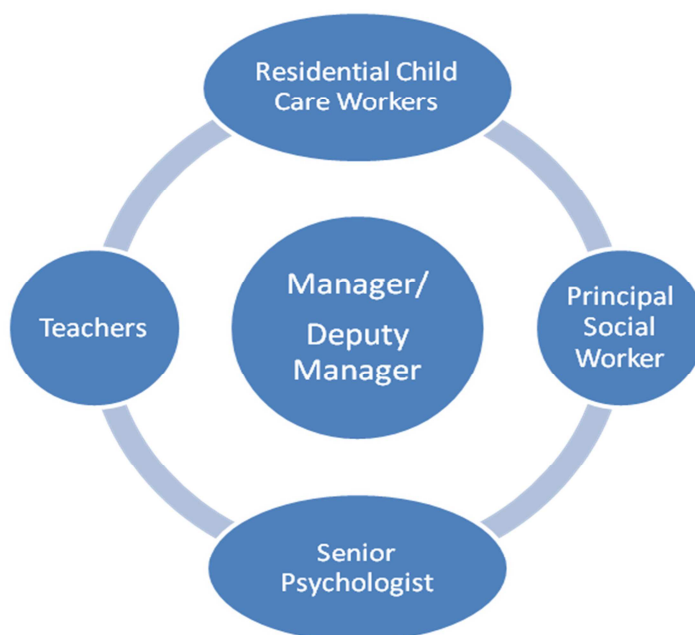 Residential Child
Care Workers
Manager/
Deputy
Manager
Teachers
Principal
Social
Worker
Senior
Psychologist